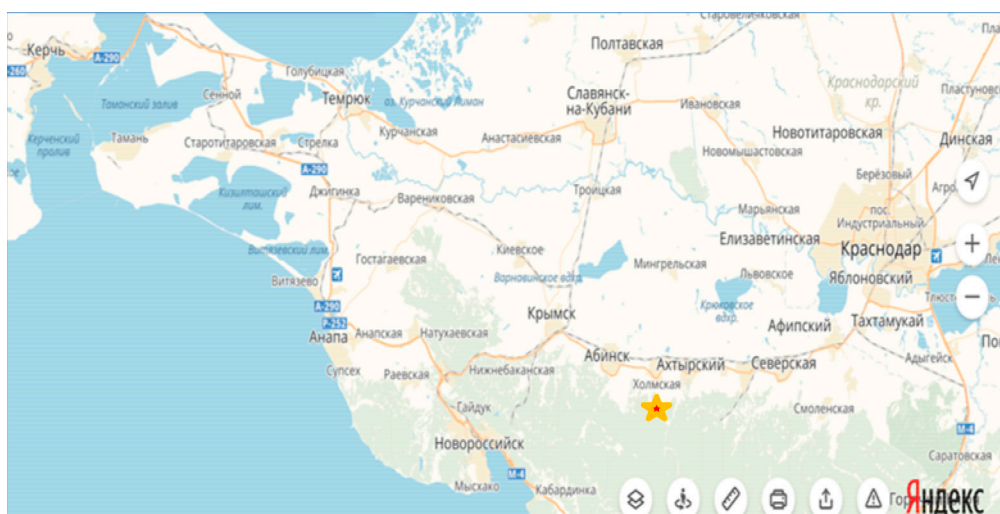 Старовеличковская
Керчь
А-290
Полтавская
Голубицкая
Краснодарский
кр.
Славянск-
на-Кубани
Таманский залив
Сенной
Темрюк
оз. Курчанский Лиман
Ивановская
Керченский
пролив
Тамань
Старотитаровская
Стрелка
Курчанская
Анастасиевская
Новотитаровская
Динская
Новомышастовская
А-290
Берёзовый
Кизилташский
лим.
Джигинка
Варениковская
Троицкая
Марьянская
пос.
Индустриальный
Витязевский лим.
Гостагаевская
Киевское
Елизаветинская
Краснодар
Витязево
Варнавинское вдхр.
Мингрельская
Львовское
Яблоновский
А-290
Р-252
Крюковское
вдхр.
Анапа
Анапская
Натухаевская
Крымск
Афипский
Тахтамукай
Абинск
Ахтырский
Северская
Адыгейск
Супсех
Раевская
Нижнебаканская
Холмская
Гайдук
Смоленская
Новороссийск
М-4
М-4
Саратовская
Мысхако
Кабардинка
Яндекс